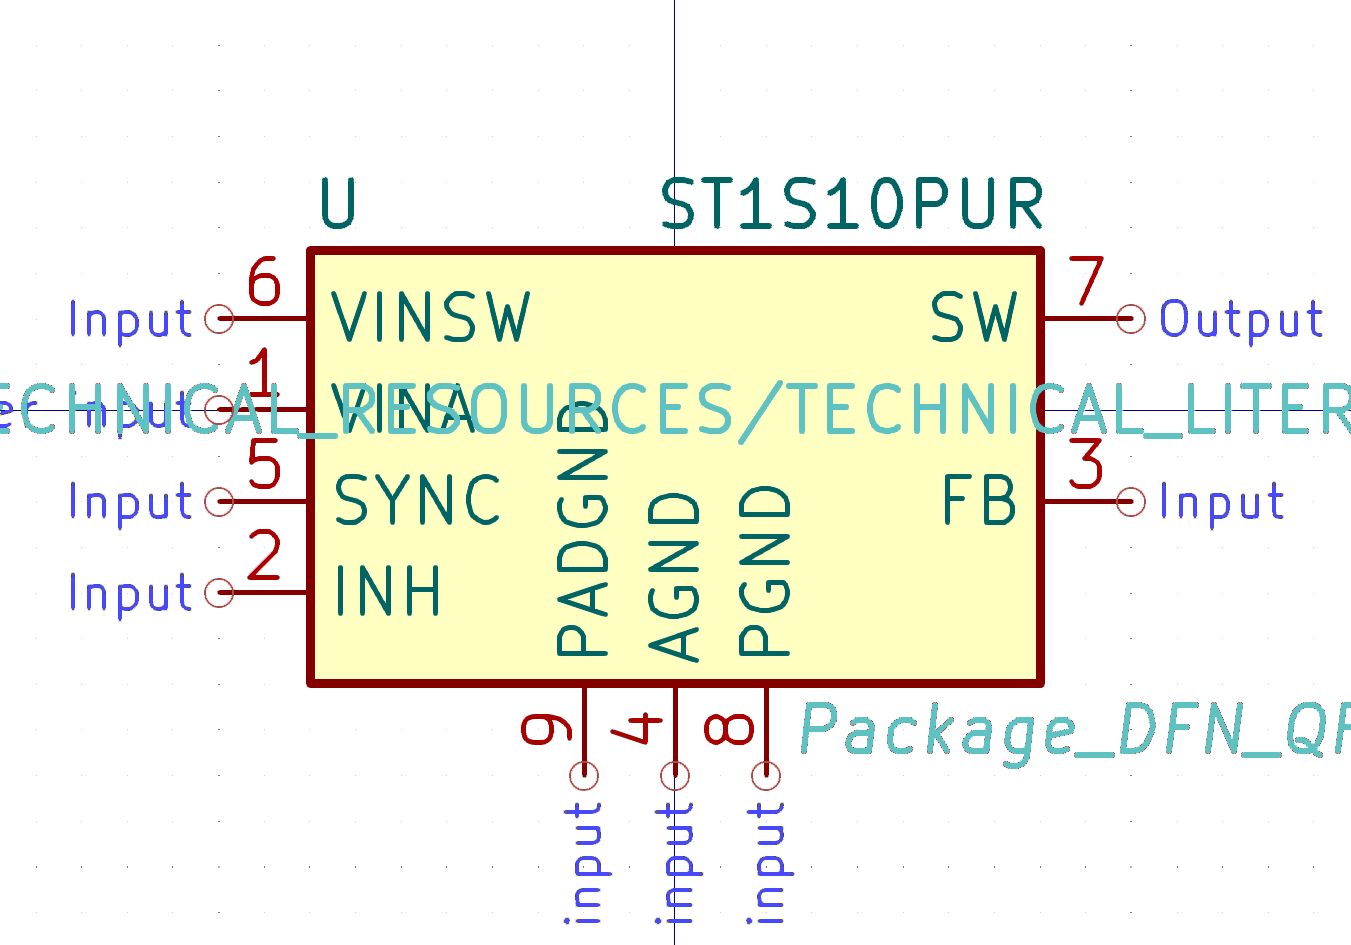 U ST1S10PUR
6 7
Input VINSW SW Output
1
Input VINA
ECHNICAL_RESOURCES/TECHNICAL_LITER
5 3
Input SYNC FB Input
2
Input INH
PADGND
AGND
PGND
9 4 8
Package_DFN_QF
input
input
input